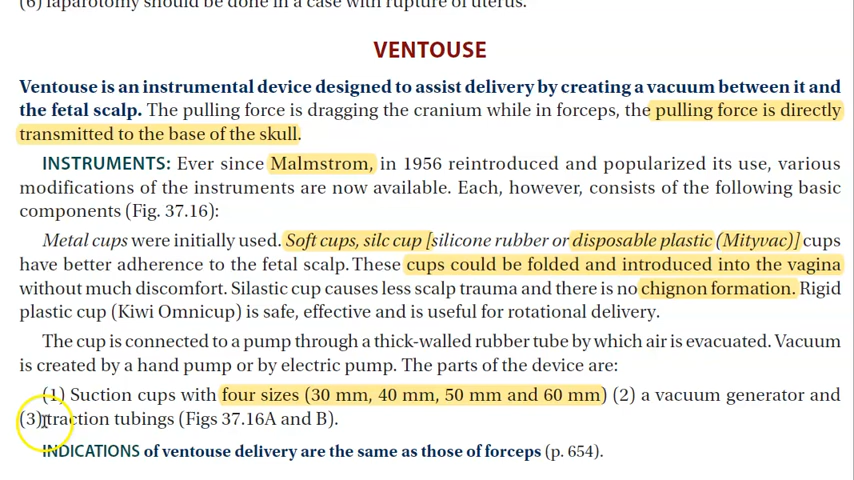 (6) laparotomy should be done in a case with rupture of uterus.
VENTOUSE
Ventouse is an instrumental device designed to assist delivery by creating a vacuum between it and
the fetal scalp. The pulling force is dragging the cranium while in forceps, the pulling force is directly
transmitted to the base of the skull.
INSTRUMENTS: Ever since Malmstrom, in 1956 reintroduced and popularized its use, various
modifications of the instruments are now available. Each, however, consists of the following basic
components (Fig. 37.16):
Metal cups were initially used. Soft cups, silc cup [silicone rubber or disposable plastic (Mityvac)] cups
have better adherence to the fetal scalp. These cups could be folded and introduced into the vagina
without much discomfort. Silastic cup causes less scalp trauma and there is no chignon formation. Rigid
plastic cup (Kiwi Omnicup) is safe, effective and is useful for rotational delivery.
The cup is connected to a pump through a thick-walled rubber tube by which air is evacuated. Vacuum
is created by a hand pump or by electric pump. The parts of the device are:
(1) Suction cups with four sizes (30 mm, 40 mm, 50 mm and 60 mm) (2) a vacuum generator and
(3) traction tubings (Figs 37.16A and B).
INDICATIONS of ventouse delivery are the same as those of forceps (p. 654).